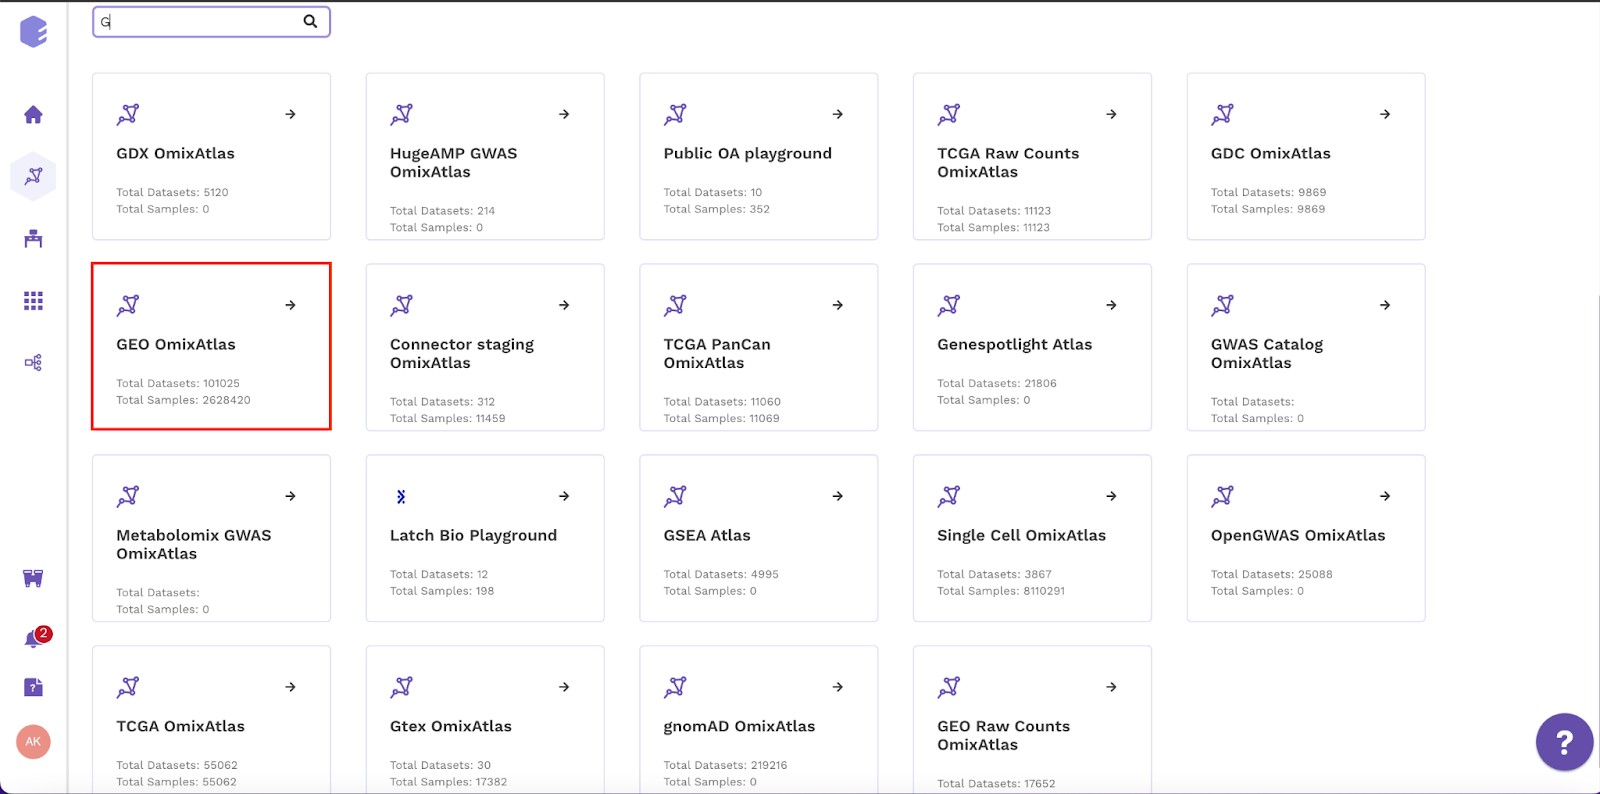 G
GDX OmixAtlas
Total Datasets: 5120
Total Samples: 0
HugeAMP GWAS
OmixAtlas
Total Datasets: 214
Total Samples: 0
Public OA playground
Total Datasets: 10
Total Samples: 352
TCGA Raw Counts
OmixAtlas
Total Datasets: 11123
Total Samples: 11123
GDC OmixAtlas
Total Datasets: 9869
Total Samples: 9869
GEO OmixAtlas
Total Datasets: 101025
Total Samples: 2628420
Connector staging
OmixAtlas
Total Datasets: 312
Total Samples: 11459
TCGA PanCan
OmixAtlas
Total Datasets: 11060
Total Samples: 11069
Genespotlight Atlas
Total Datasets: 21806
Total Samples: 0
GWAS Catalog
OmixAtlas
Total Datasets:
Total Samples: 0
Metabolomix GWAS
OmixAtlas
Total Datasets:
Total Samples: 0
Latch Bio Playground
Total Datasets: 12
Total Samples: 198
GSEA Atlas
Total Datasets: 4995
Total Samples: 0
Single Cell OmixAtlas
Total Datasets: 3867
Total Samples: 8110291
OpenGWAS OmixAtlas
Total Datasets: 25088
Total Samples: 0
TCGA OmixAtlas
Total Datasets: 55062
Total Samples: 55062
Gtex OmixAtlas
Total Datasets: 30
Total Samples: 17382
gnomAD OmixAtlas
Total Datasets: 219216
Total Samples: 0
GEO Raw Counts
OmixAtlas
Total Datasets: 17652
2
?
AK
?